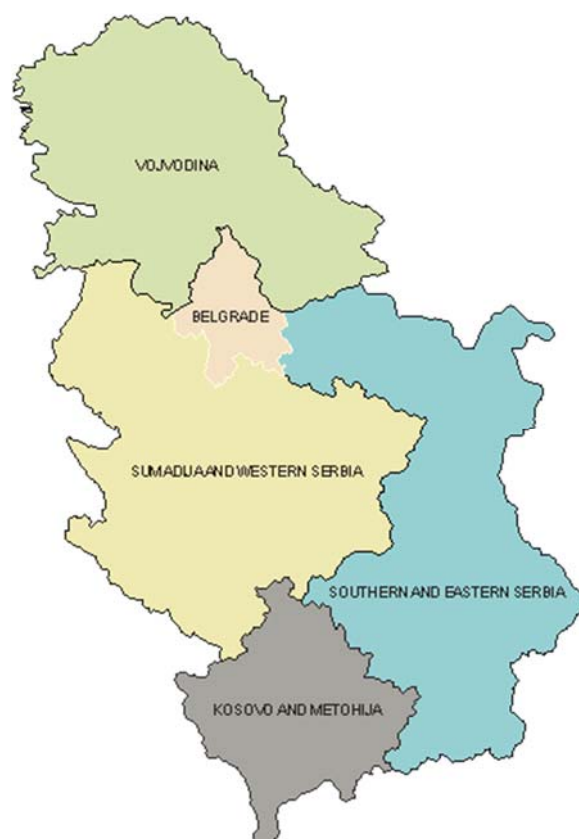 VOJVODINA
BELGRADE
SUMADIJA AND WESTERN SERBIA
SOUTHERN AND EASTERN SERBIA
KOSOVO AND METOHIJA